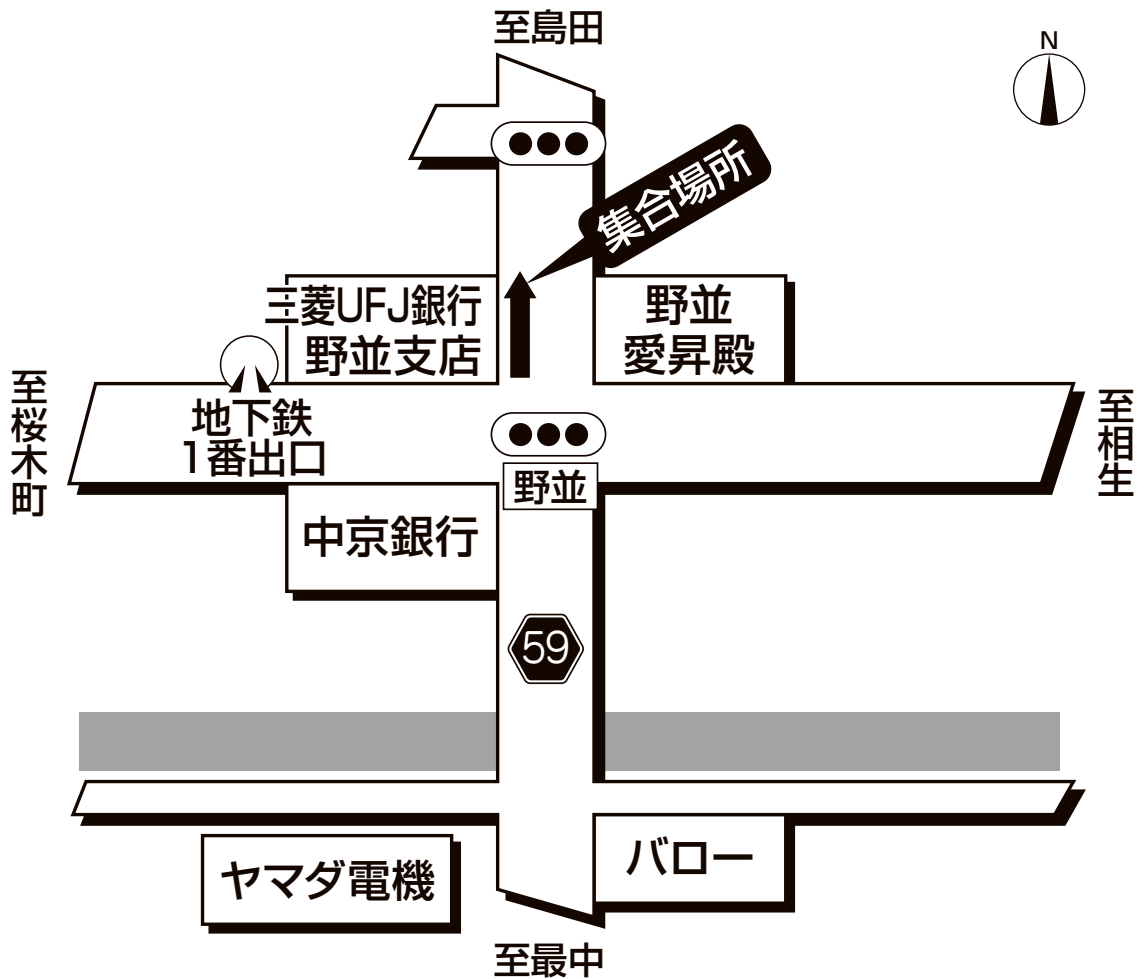 至島田
N
集合場所
三菱UFJ銀行
野並支店
野並
愛昇殿
至桜木町
地下鉄
1番出口
至相生
野並
中京銀行
59
ヤマダ電機
バロー
至最中